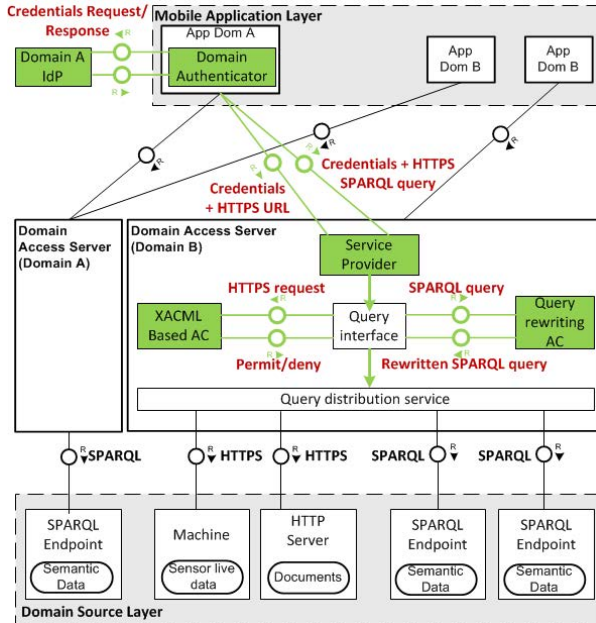 Credentials Request/
Response
Mobile Application Layer
App Dom A
Domain A
IdP
R
R
Domain
Authenticator
App
Dom B
App
Dom B
R
R
R
R
R
Credentials + HTTPS
SPARQL query
Credentials
+ HTTPS URL
Domain
Access Server
(Domain A)
Domain Access Server
(Domain B)
Service
Provider
HTTPS request
R
SPARQL query
R
XACML
Based AC
Query
interface
Query
rewriting
AC
R
Permit/deny
R
Rewritten SPARQL query
Query distribution service
R
SPARQL
R
HTTPS
R
HTTPS
SPARQL
R
SPARQL
R
SPARQL
Endpoint
Semantic
Data
Machine
Sensor live
data
HTTP
Server
Documents
SPARQL
Endpoint
Semantic
Data
SPARQL
Endpoint
Semantic
Data
Domain Source Layer